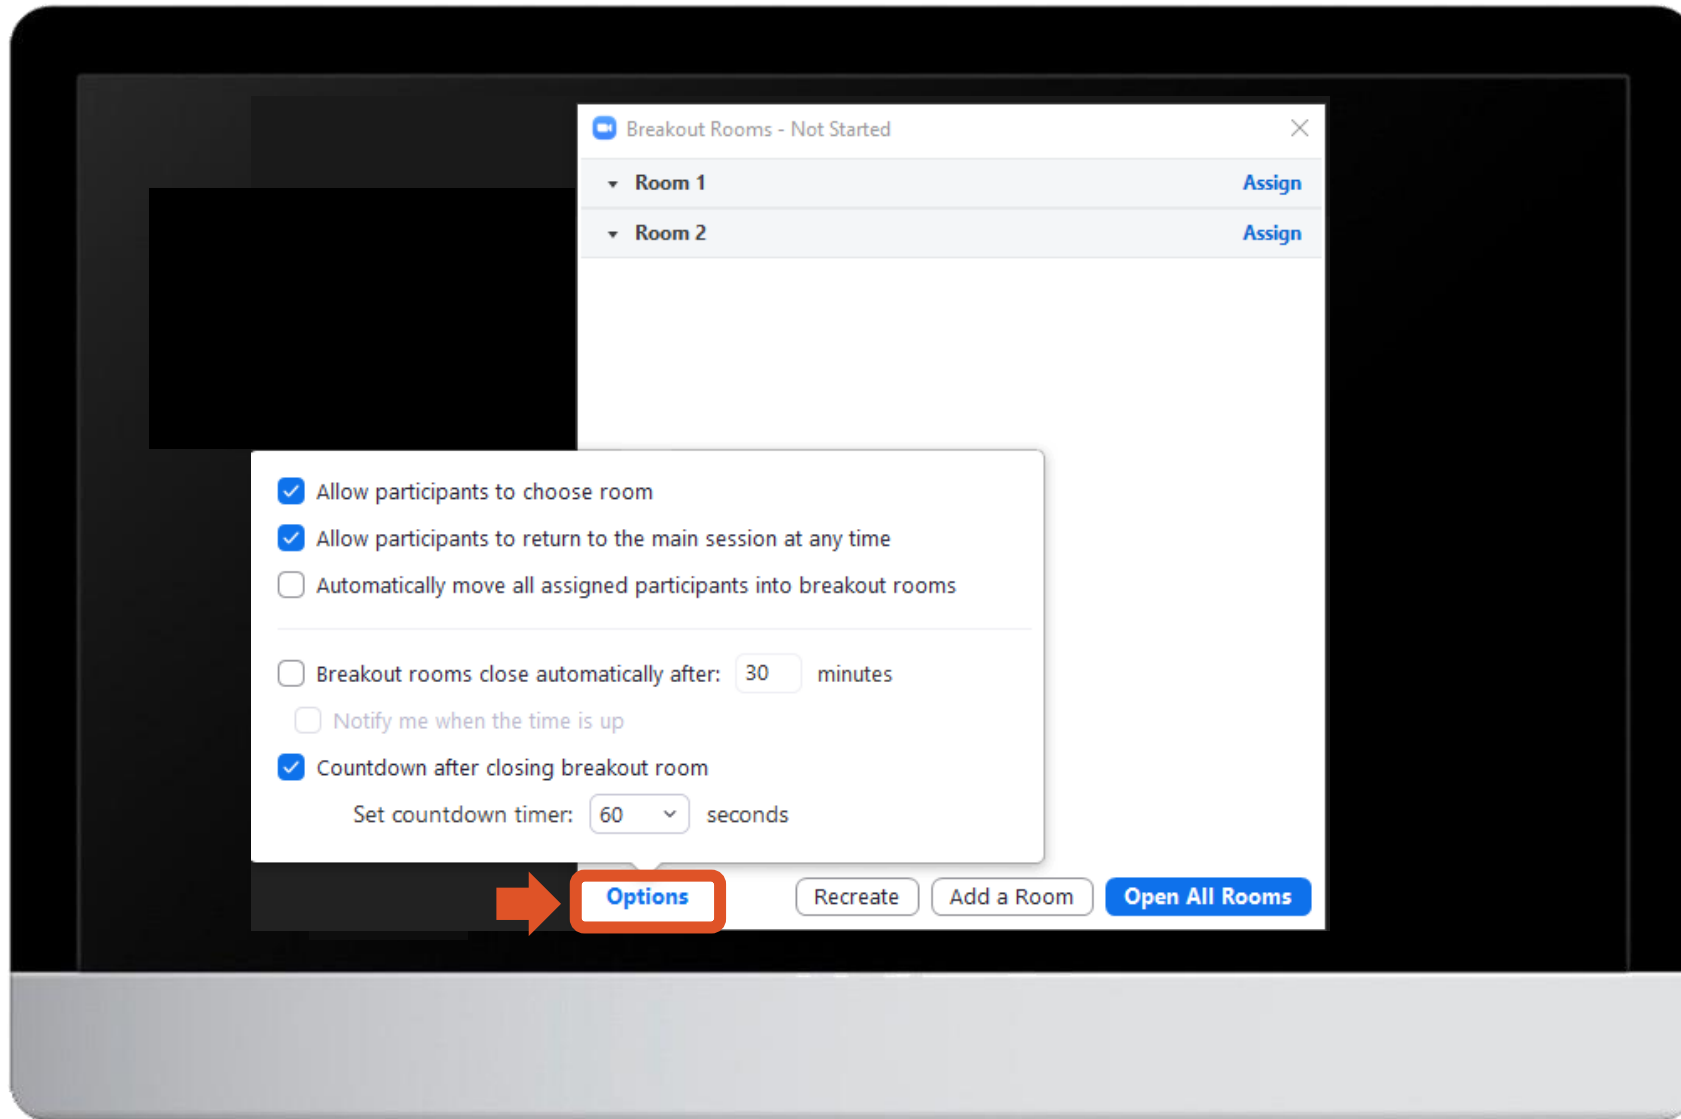 Breakout Rooms - Not Started
Room 1 Assign
Room 2 Assign
Allow participants to choose room
Allow participants to return to the main session at any time
Automatically move all assigned participants into breakout rooms
Breakout rooms close automatically after: 30 minutes
Notify me when the time is up
Countdown after closing breakout room
Set countdown timer: 60 seconds
Options Recreate Add a Room Open All Rooms